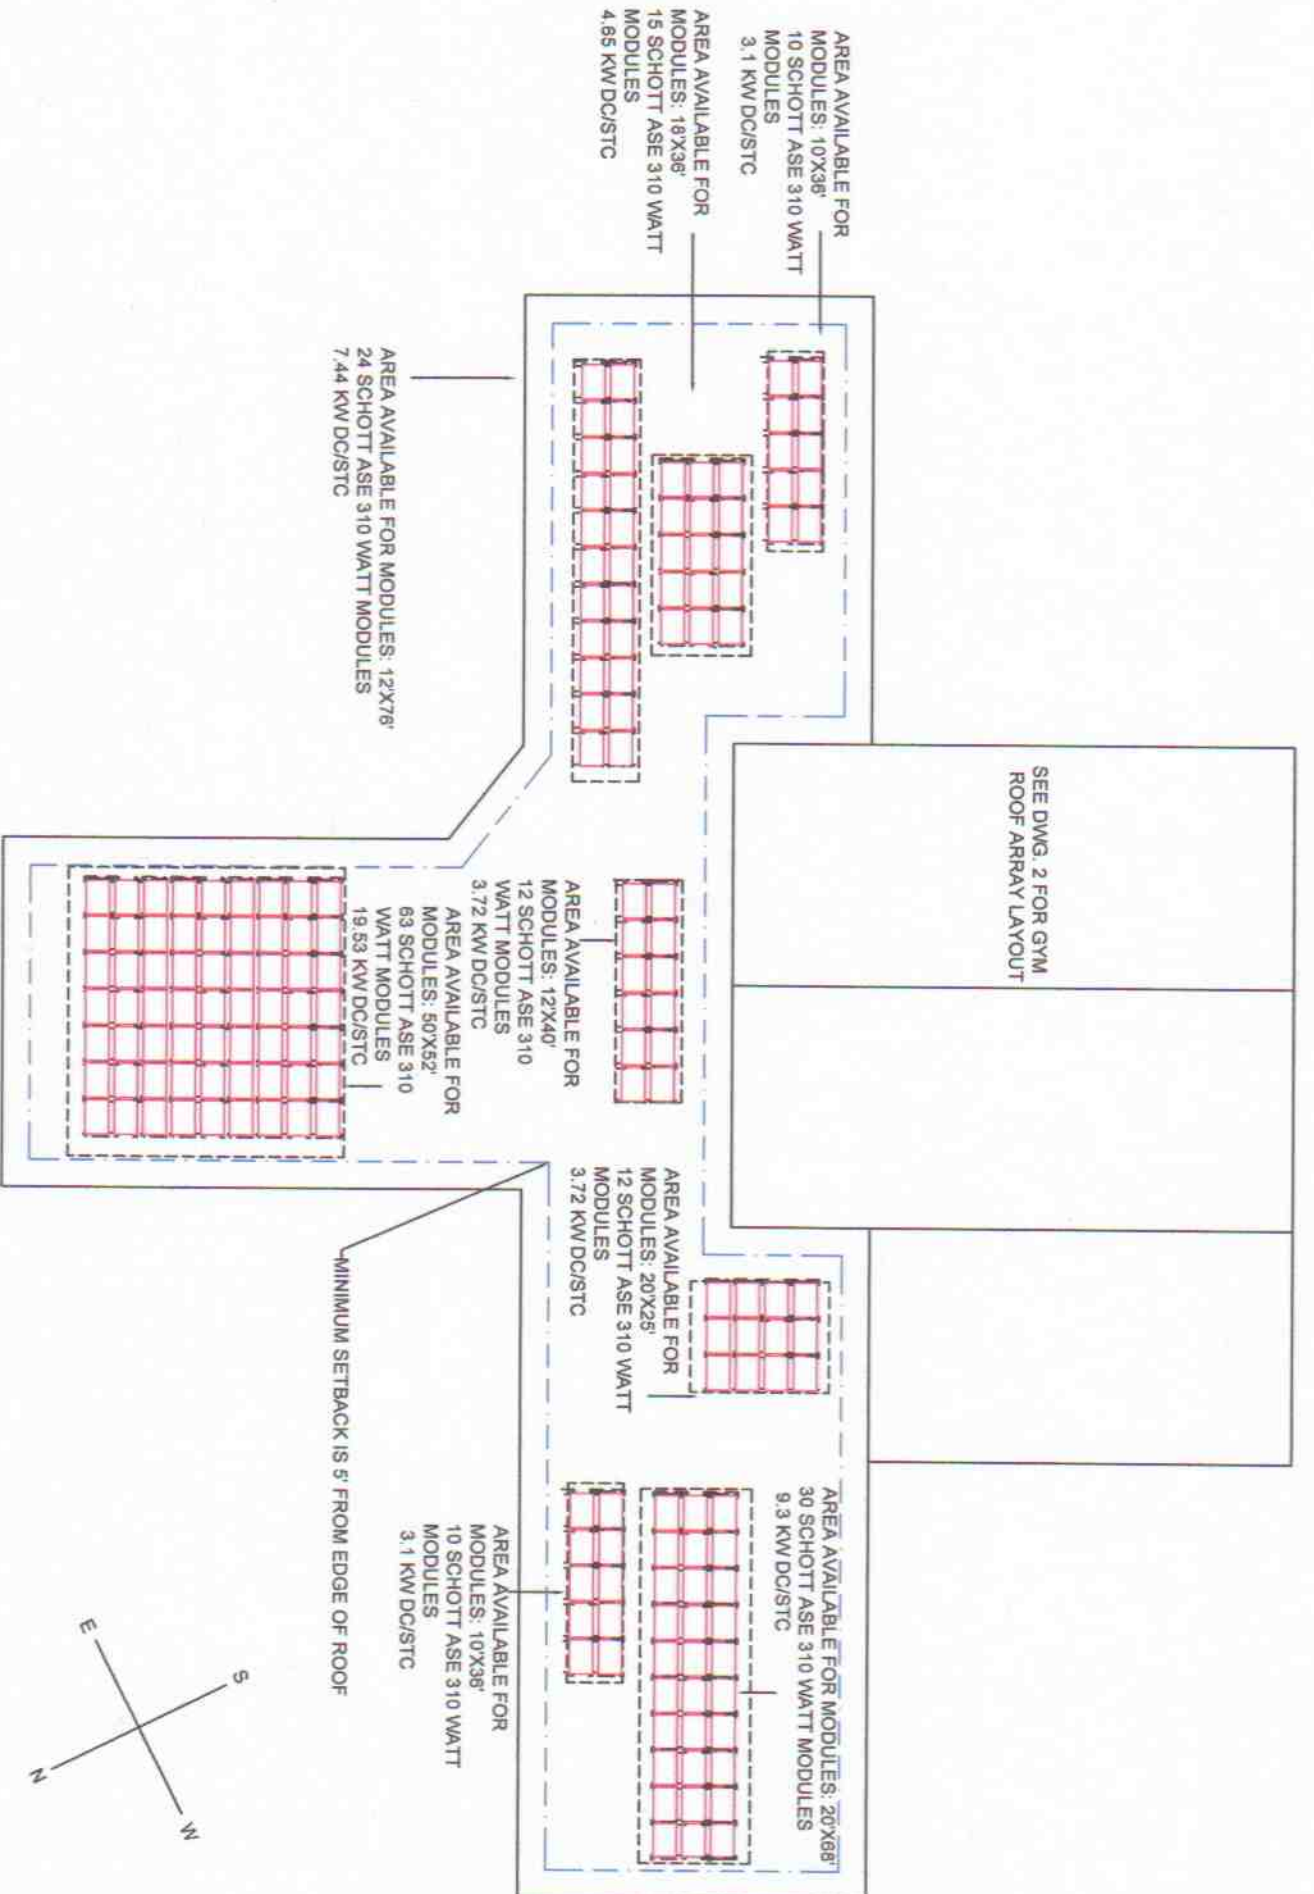 SEE DWG. 2 FOR GYM
ROOF ARRAY LAYOUT
AREA AVAILABLE FOR
MODULES: 10'X36'
10 SCHOTT ASE 310 WATT
MODULES
3.1 KW DC/STC
AREA AVAILABLE FOR
MODULES: 18'X36'
15 SCHOTT ASE 310 WATT
MODULES
4.65 KW DC/STC
AREA AVAILABLE FOR MODULES: 12'X76'
24 SCHOTT ASE 310 WATT MODULES
7.44 KW DC/STC
AREA AVAILABLE FOR
MODULES: 12'X40'
12 SCHOTT ASE 310
WATT MODULES
3.72 KW DC/STC
AREA AVAILABLE FOR
MODULES: 50'X52'
63 SCHOTT ASE 310
WATT MODULES
19.53 KW DC/STC
AREA AVAILABLE FOR
MODULES: 20'X25'
12 SCHOTT ASE 310 WATT
MODULES
3.72 KW DC/STC
AREA AVAILABLE FOR MODULES: 20'X68'
30 SCHOTT ASE 310 WATT MODULES
9.3 KW DC/STC
AREA AVAILABLE FOR
MODULES: 10'X36'
10 SCHOTT ASE 310 WATT
MODULES
3.1 KW DC/STC
MINIMUM SETBACK IS 5' FROM EDGE OF ROOF
S
E
W
N